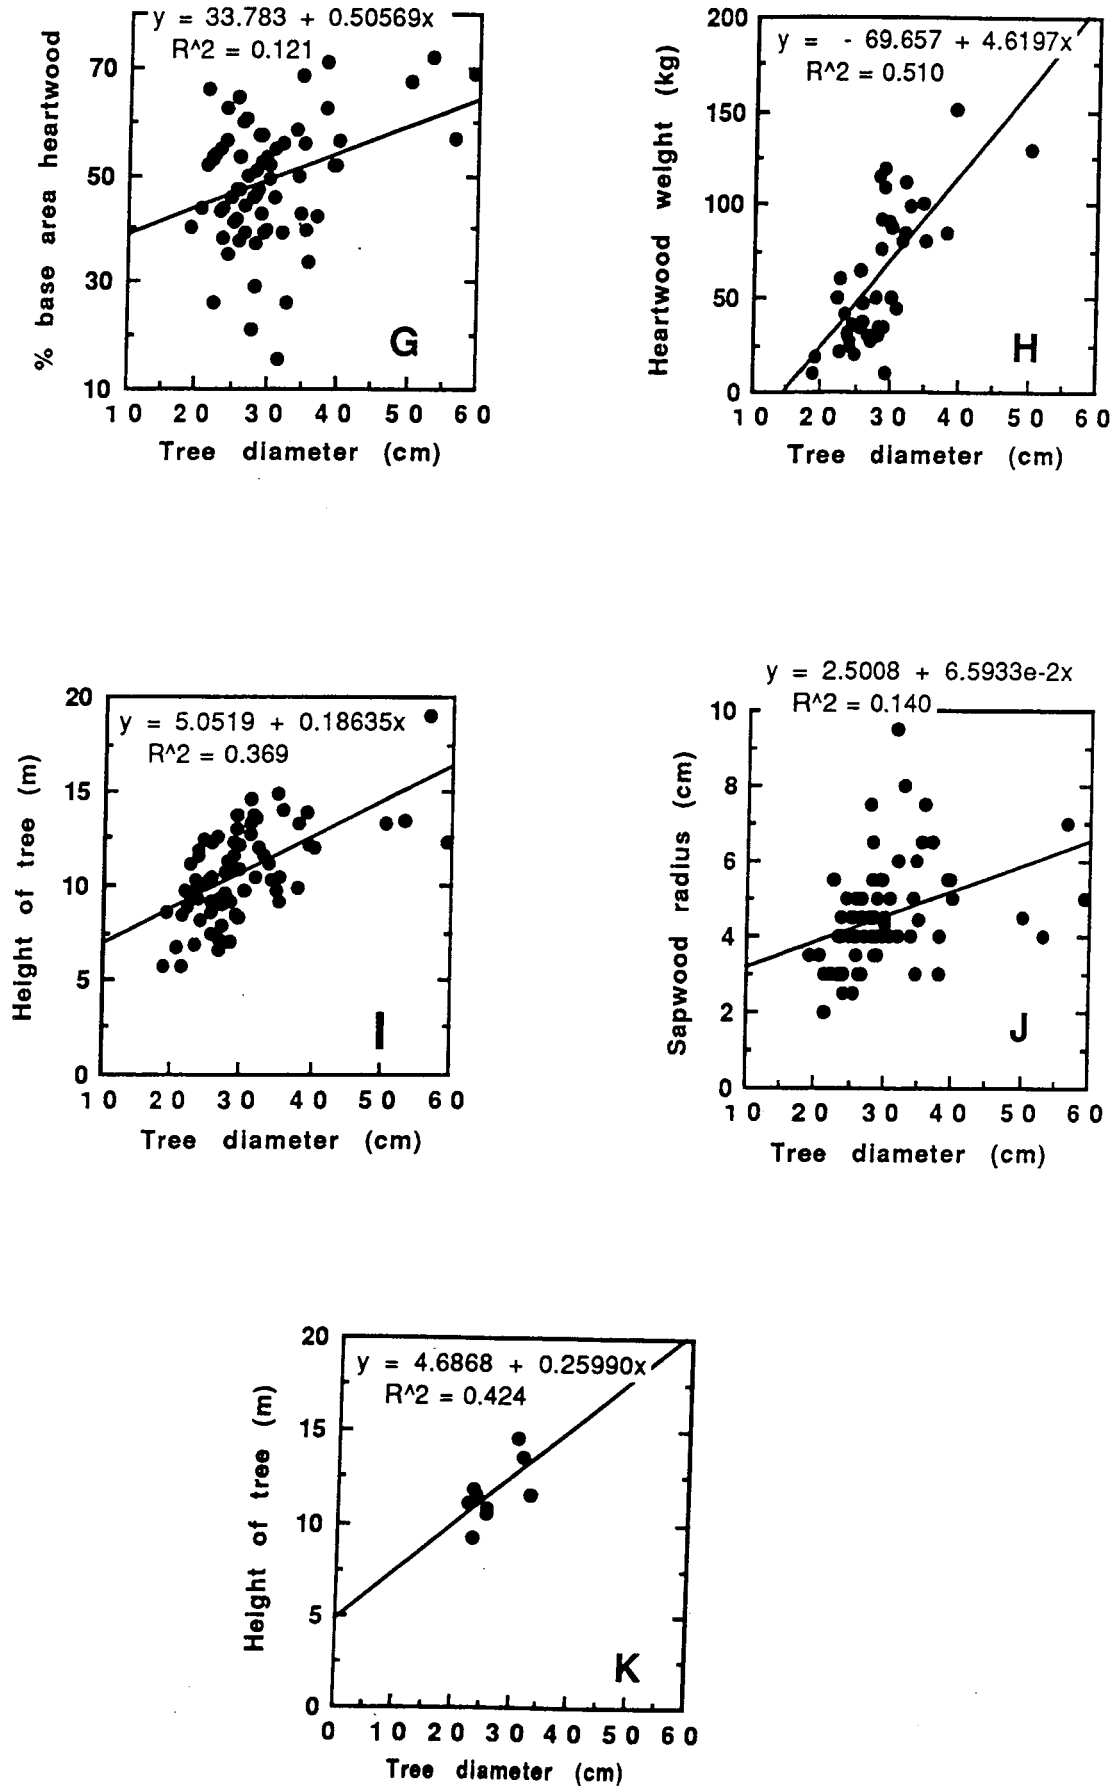 y = 33.783 + 0.50569x
R^2 = 0.121
70
50
30
10
% base area heartwood
G
10 20 30 40 50 60
Tree diameter (cm)
y = - 69.657 + 4.6197x
R^2 = 0.510
200
150
100
50
0
Heartwood weight (kg)
H
10 20 30 40 50 60
Tree diameter (cm)
y = 5.0519 + 0.18635x
R^2 = 0.369
20
15
10
5
0
Height of tree (m)
I
10 20 30 40 50 60
Tree diameter (cm)
y = 2.5008 + 6.5933e-2x
R^2 = 0.140
10
8
6
4
2
0
Sapwood radius (cm)
J
10 20 30 40 50 60
Tree diameter (cm)
y = 4.6868 + 0.25990x
R^2 = 0.424
20
15
10
5
0
Height of tree (m)
K
0 10 20 30 40 50 60
Tree diameter (cm)